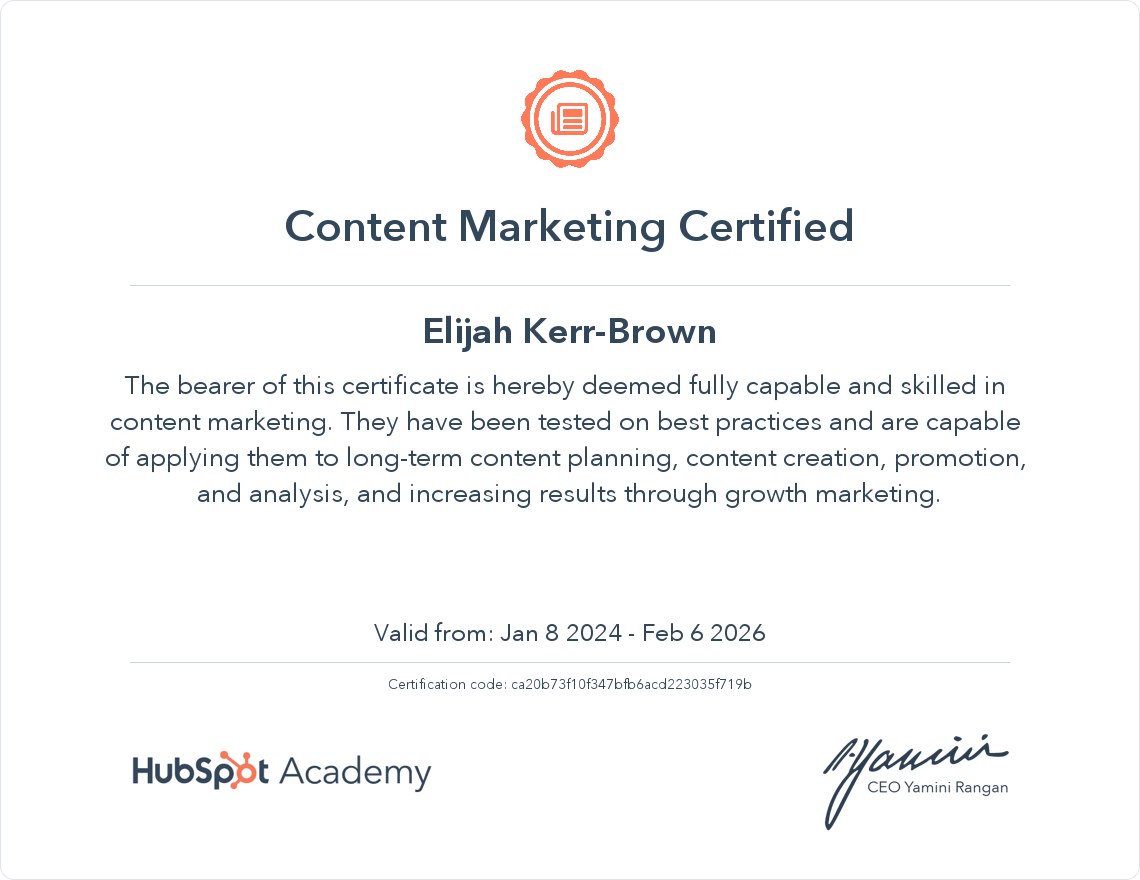 Content Marketing Certified
Elijah Kerr-Brown
The bearer of this certificate is hereby deemed fully capable and skilled in
content marketing. They have been tested on best practices and are capable
of applying them to long-term content planning, content creation, promotion,
and analysis, and increasing results through growth marketing.
Valid from: Jan 8 2024 - Feb 6 2026
Certification code: ca20b73f10f347bfb6acd223035f719b
HubSpot Academy
Yamini
CEO Yamini Rangan